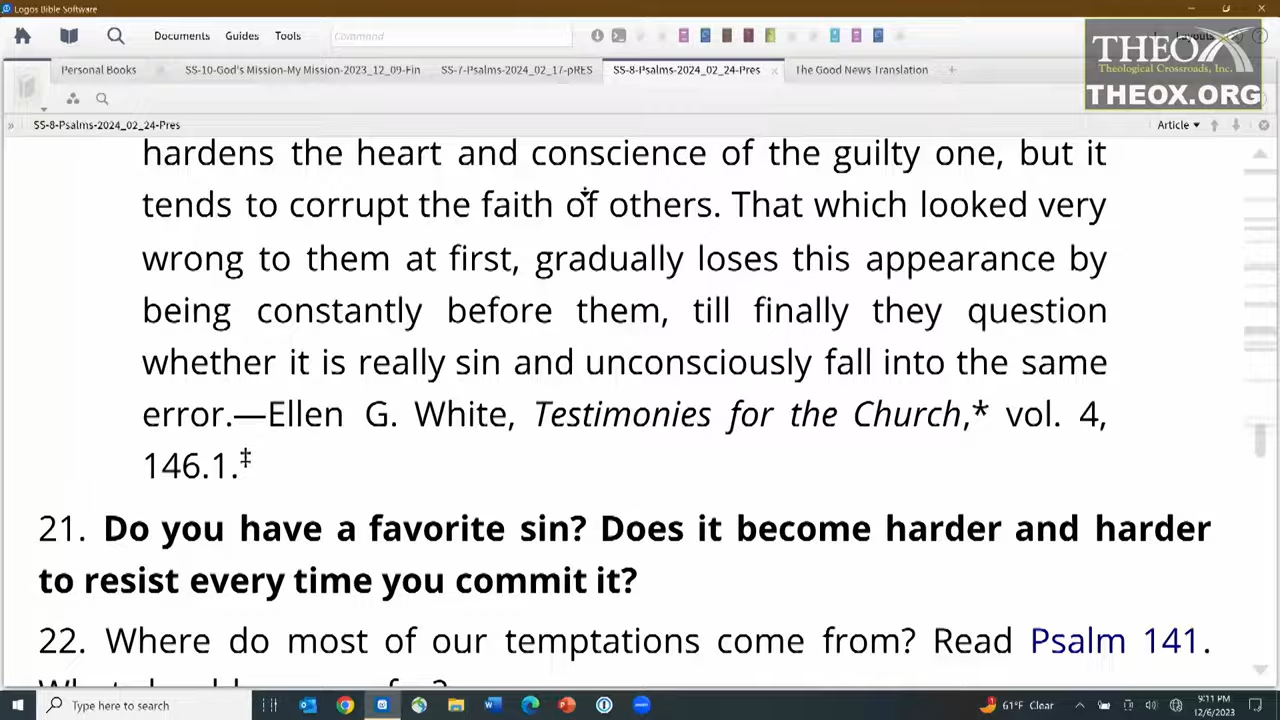 Logos Bible Software
Documents Guides Tools Command
THEOX
Theological Crossroads, Inc.
THEOX.ORG
Personal Books SS-10-God's Mission-My Mission-2023_12_09-Fin 024_02_17-pRES SS-8-Psalms-2024_02_24-Pres The Good News Translation
SS-8-Psalms-2024_02_24-Pres Article
hardens the heart and conscience of the guilty one, but it
tends to corrupt the faith of others. That which looked very
wrong to them at first, gradually loses this appearance by
being constantly before them, till finally they question
whether it is really sin and unconsciously fall into the same
error.—Ellen G. White, Testimonies for the Church,* vol. 4,
146.1.‡
21. Do you have a favorite sin? Does it become harder and harder
to resist every time you commit it?
22. Where do most of our temptations come from? Read Psalm 141.
Type here to search 61°F Clear 9:11 PM
12/6/2023